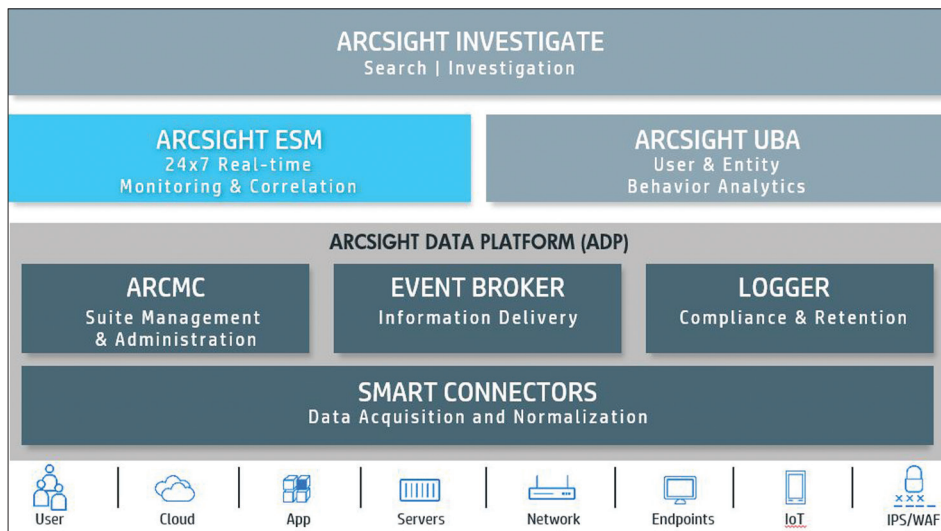 ARCSIGHT INVESTIGATE
Search | Investigation
ARCSIGHT ESM
24x7 Real-time
Monitoring & Correlation
ARCSIGHT UBA
User & Entity
Behavior Analytics
ARCSIGHT DATA PLATFORM (ADP)
ARCMC
Suite Management
& Administration
EVENT BROKER
Information Delivery
LOGGER
Compliance & Retention
SMART CONNECTORS
Data Acquisition and Normalization
User
Cloud
App
Servers
Network
Endpoints
IoT
IPS/WAF